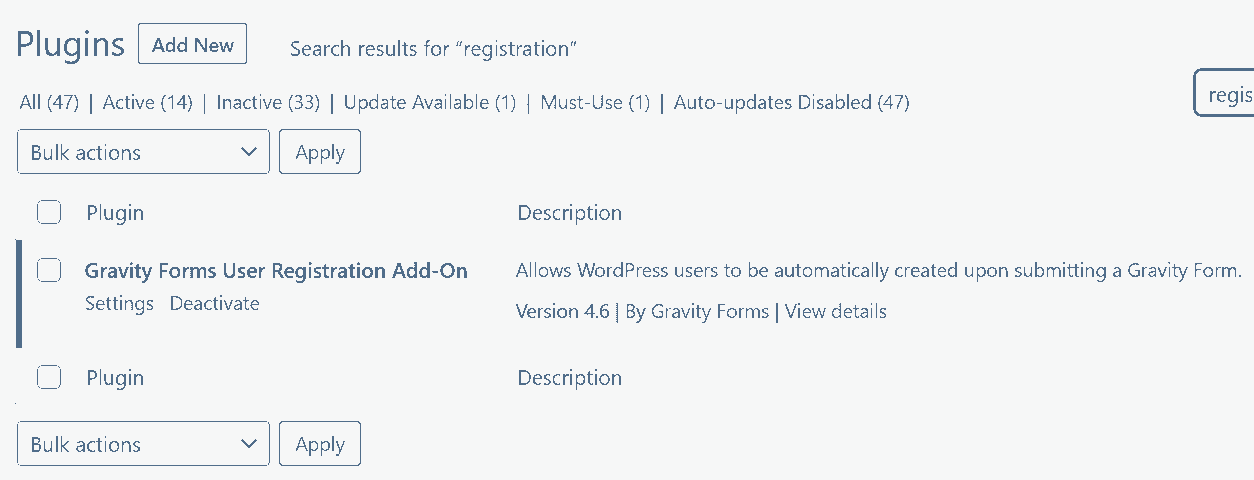 Plugins Add New Search results for “registration”
All (47) | Active (14) | Inactive (33) | Update Available (1) | Must-Use (1) | Auto-updates Disabled (47)
regis
Bulk actions Apply
Plugin Description
Gravity Forms User Registration Add-On Allows WordPress users to be automatically created upon submitting a Gravity Form.
Settings Deactivate Version 4.6 | By Gravity Forms | View details
Plugin Description
Bulk actions Apply